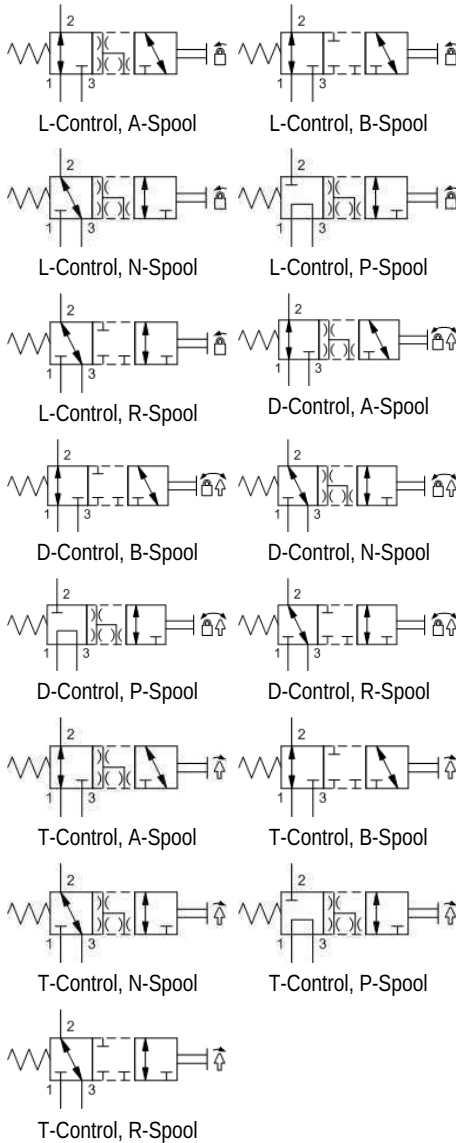 2
1 3
L-Control, A-Spool
2
1 3
L-Control, B-Spool
2
1 3
L-Control, N-Spool
2
1 3
L-Control, P-Spool
2
1 3
L-Control, R-Spool
2
1 3
D-Control, A-Spool
2
1 3
D-Control, B-Spool
2
1 3
D-Control, N-Spool
2
1 3
D-Control, P-Spool
2
1 3
D-Control, R-Spool
2
1 3
T-Control, A-Spool
2
1 3
T-Control, B-Spool
2
1 3
T-Control, N-Spool
2
1 3
T-Control, P-Spool
2
1 3
T-Control, R-Spool